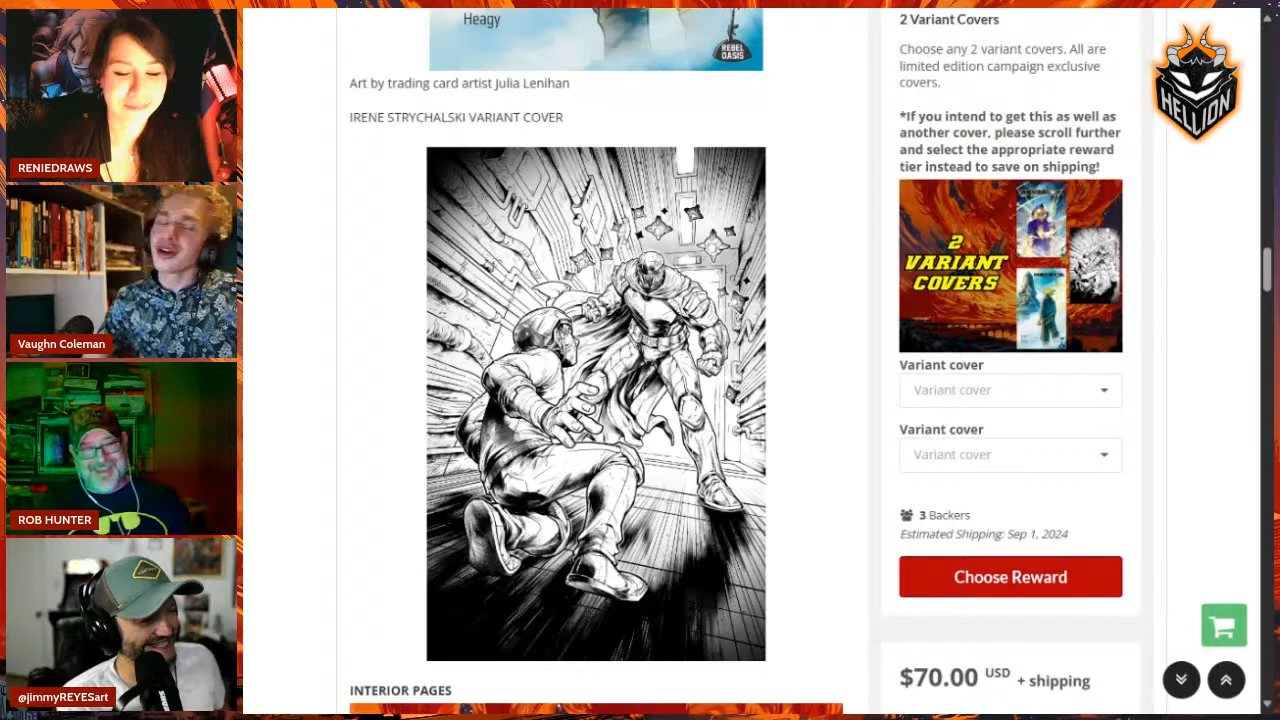 RENIEDRAWS
Vaughn Coleman
ROB HUNTER
@jimmyREYESart
Heagy
REBEL
OASIS
Art by trading card artist Julia Lenihan
IRENE STRYCHALSKI VARIANT COVER
INTERIOR PAGES
2 Variant Covers
Choose any 2 variant covers. All are
limited edition campaign exclusive
covers.
*If you intend to get this as well as
another cover, please scroll further
and select the appropriate reward
tier instead to save on shipping!
2
VARIANT
COVERS
Variant cover
Variant cover
Variant cover
Variant cover
3 Backers
Estimated Shipping: Sep 1, 2024
Choose Reward
$70.00 USD + shipping
HELLION